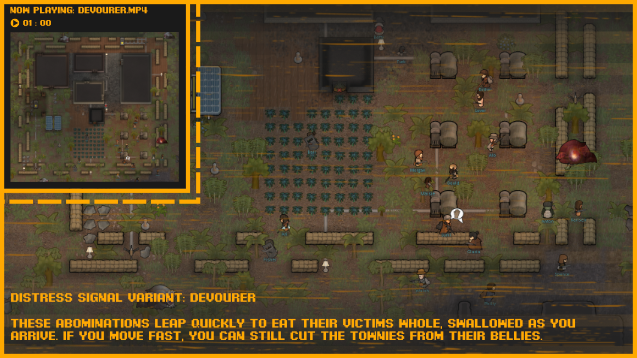 NOW PLAYING: DEVOURER.MP4
01 : 00
DISTRESS SIGNAL VARIANT: DEVOURER
THESE ABOMINATIONS LEAP QUICKLY TO EAT THEIR VICTIMS WHOLE, SWALLOWED AS YOU
ARRIVE. IF YOU MOVE FAST, YOU CAN STILL CUT THE TOWNIES FROM THEIR BELLIES.